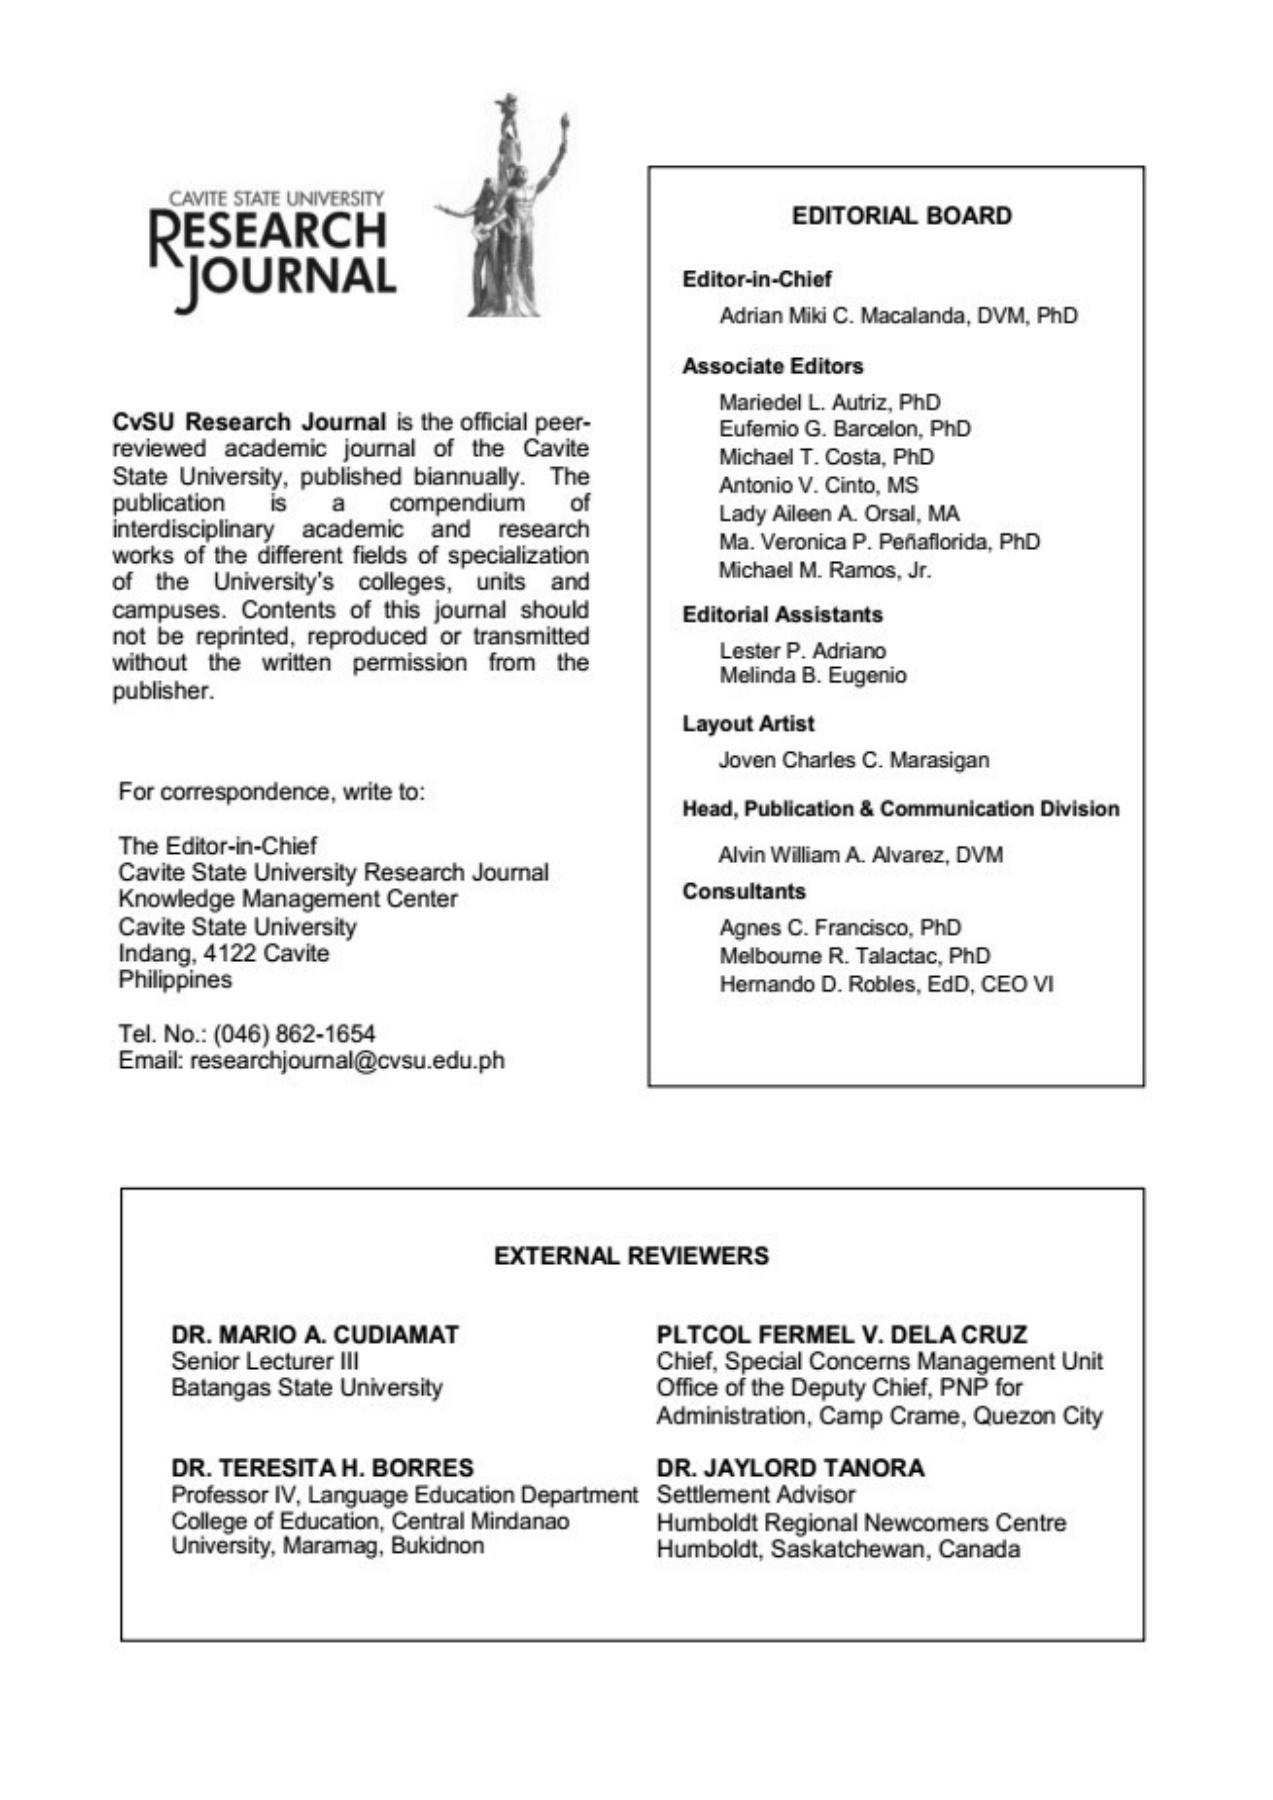 CAVITE STATE UNIVERSITY
RESEARCH
JOURNAL
CvSU Research Journal is the official peer-
reviewed academic journal of the Cavite
State University, published biannually. The
publication is a compendium of
interdisciplinary academic and research
works of the different fields of specialization
of the University's colleges, units and
campuses. Contents of this journal should
not be reprinted, reproduced or transmitted
without the written permission from the
publisher.
For correspondence, write to:
The Editor-in-Chief
Cavite State University Research Journal
Knowledge Management Center
Cavite State University
Indang, 4122 Cavite
Philippines
Tel. No.: (046) 862-1654
Email: researchjournal@cvsu.edu.ph
EDITORIAL BOARD
Editor-in-Chief
Adrian Miki C. Macalanda, DVM, PhD
Associate Editors
Mariedel L. Autriz, PhD
Eufemio G. Barcelon, PhD
Michael T. Costa, PhD
Antonio V. Cinto, MS
Lady Aileen A. Orsal, MA
Ma. Veronica P. Peñaflorida, PhD
Michael M. Ramos, Jr.
Editorial Assistants
Lester P. Adriano
Melinda B. Eugenio
Layout Artist
Joven Charles C. Marasigan
Head, Publication & Communication Division
Alvin William A. Alvarez, DVM
Consultants
Agnes C. Francisco, PhD
Melbourne R. Talactac, PhD
Hernando D. Robles, EdD, CEO VI
EXTERNAL REVIEWERS
DR. MARIO A. CUDIAMAT
Senior Lecturer III
Batangas State University
PLTCOL FERMEL V. DELA CRUZ
Chief, Special Concerns Management Unit
Office of the Deputy Chief, PNP for
Administration, Camp Crame, Quezon City
DR. TERESITA H. BORRES
Professor IV, Language Education Department
College of Education, Central Mindanao
University, Maramag, Bukidnon
DR. JAYLORD TANORA
Settlement Advisor
Humboldt Regional Newcomers Centre
Humboldt, Saskatchewan, Canada